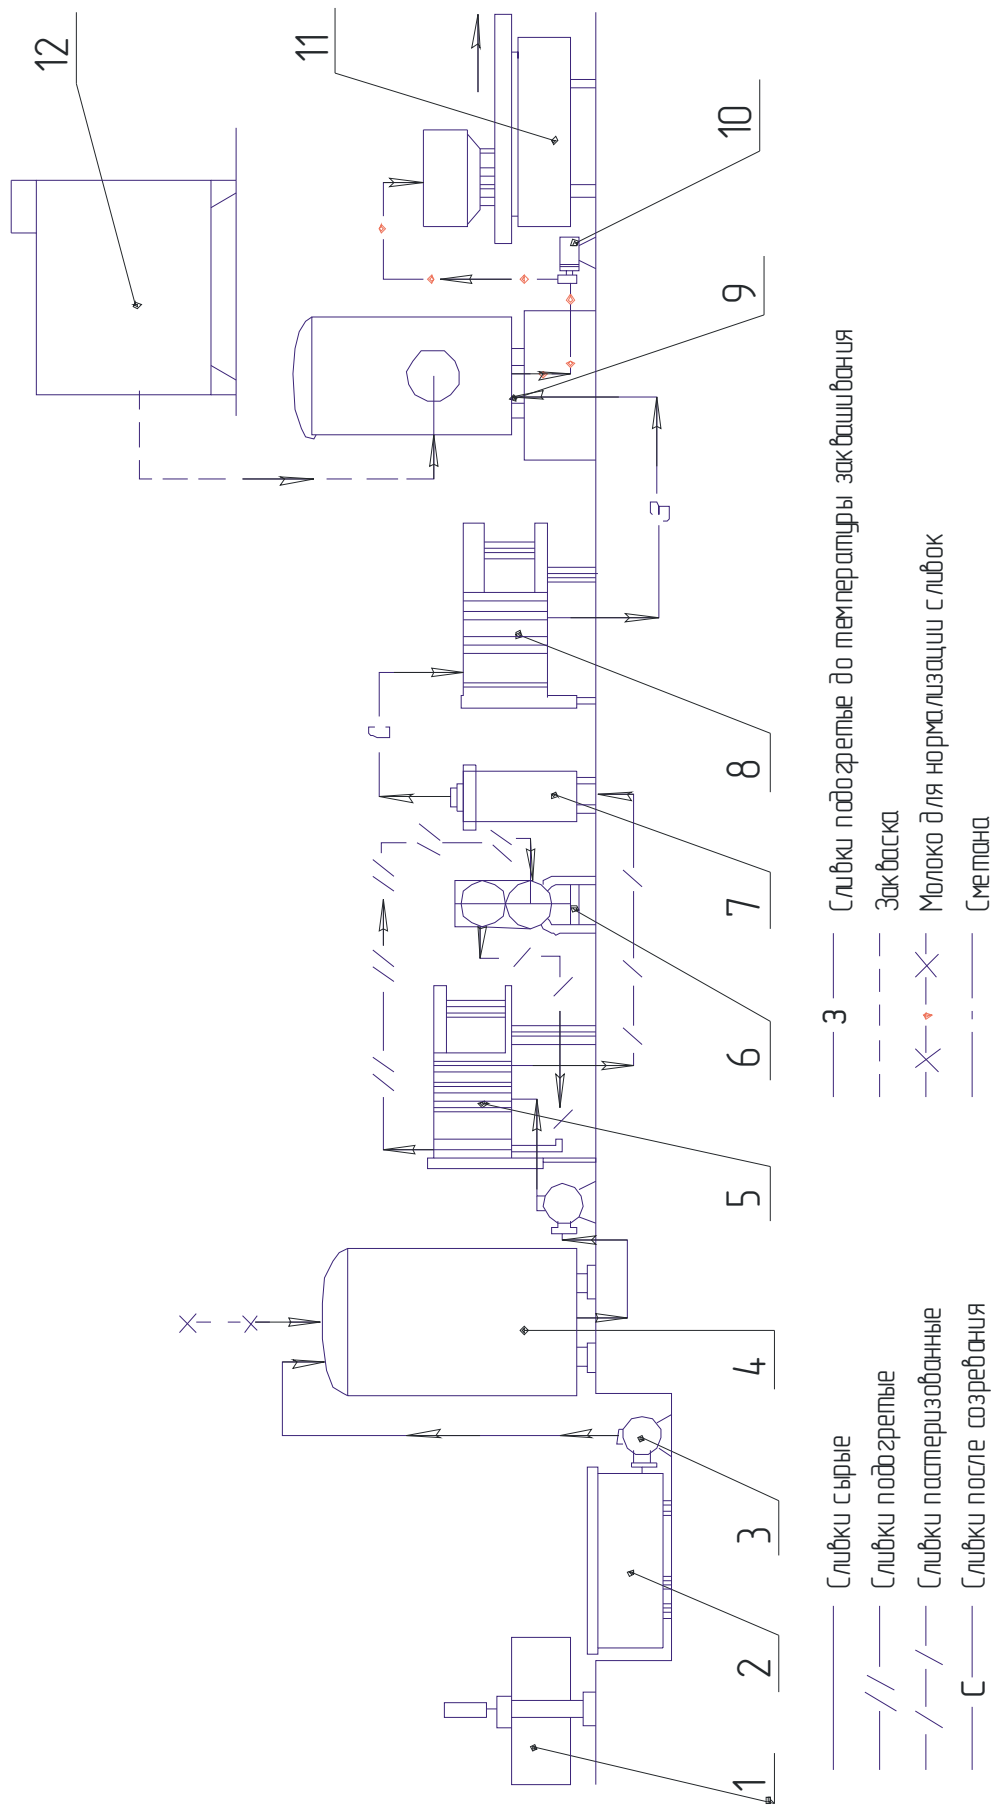 12
11
10
9
8
7
6
5
4
3
2
1
С
З
Сливки сырые
Сливки подогретые
Сливки пастеризованные
С Сливки после созревания
З Сливки подогретые до температуры заквашивания
Закваска
Молоко для нормализации сливок
Сметана